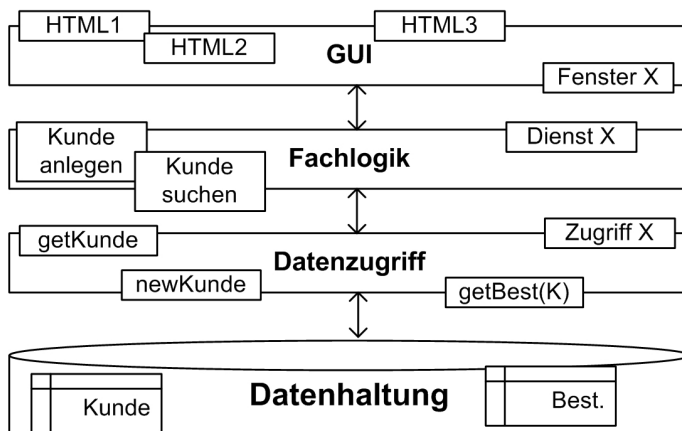 HTML1
HTML2
HTML3
GUI
Fenster X
Kunde
anlegen
Kunde
suchen
Fachlogik
Dienst X
getKunde
newKunde
Datenzugriff
Zugriff X
getBest(K)
Datenhaltung
Kunde
Best.